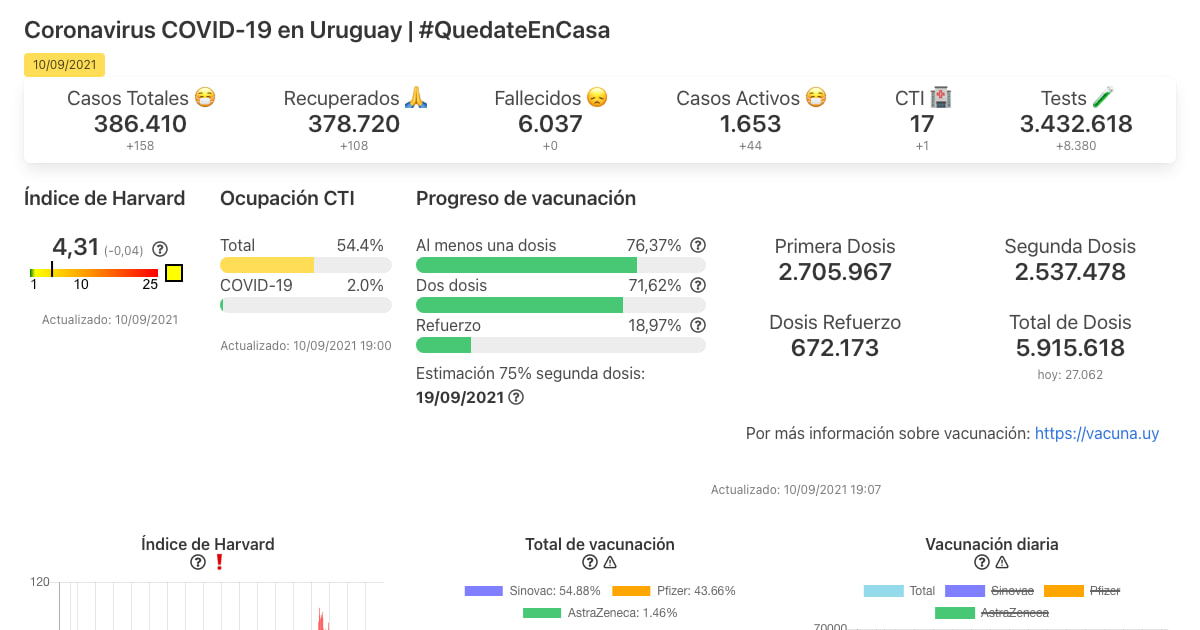 Coronavirus COVID-19 en Uruguay | #QuedateEnCasa
10/09/2021
Casos Totales 😷
386.410
+158
Recuperados 🙏
378.720
+108
Fallecidos 😞
6.037
+0
Casos Activos 😷
1.653
+44
CTI 🏥
17
+1
Tests 🧪
3.432.618
+8.380
Índice de Harvard
4,31 (-0,04)
1 10 25
Actualizado: 10/09/2021
Ocupación CTI
Total 54.4%
COVID-19 2.0%
Actualizado: 10/09/2021 19:00
Progreso de vacunación
Al menos una dosis 76,37%
Dos dosis 71,62%
Refuerzo 18,97%
Estimación 75% segunda dosis:
19/09/2021
Primera Dosis
2.705.967
Segunda Dosis
2.537.478
Dosis Refuerzo
672.173
Total de Dosis
5.915.618
hoy: 27.062
Por más información sobre vacunación: https://vacuna.uy
Actualizado: 10/09/2021 19:07
Índice de Harvard
120
Total de vacunación
Sinovac: 54.88% Pfizer: 43.66%
AstraZeneca: 1.46%
Vacunación diaria
Total Sinovac Pfizer
AstraZeneca
70000